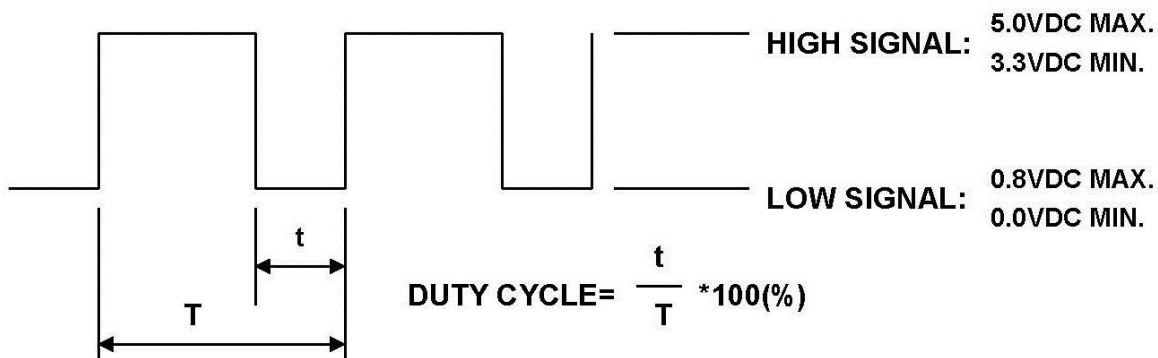 HIGH SIGNAL: 5.0VDC MAX.
3.3VDC MIN.
LOW SIGNAL: 0.8VDC MAX.
0.0VDC MIN.
t
T
DUTY CYCLE= t/T *100(%)